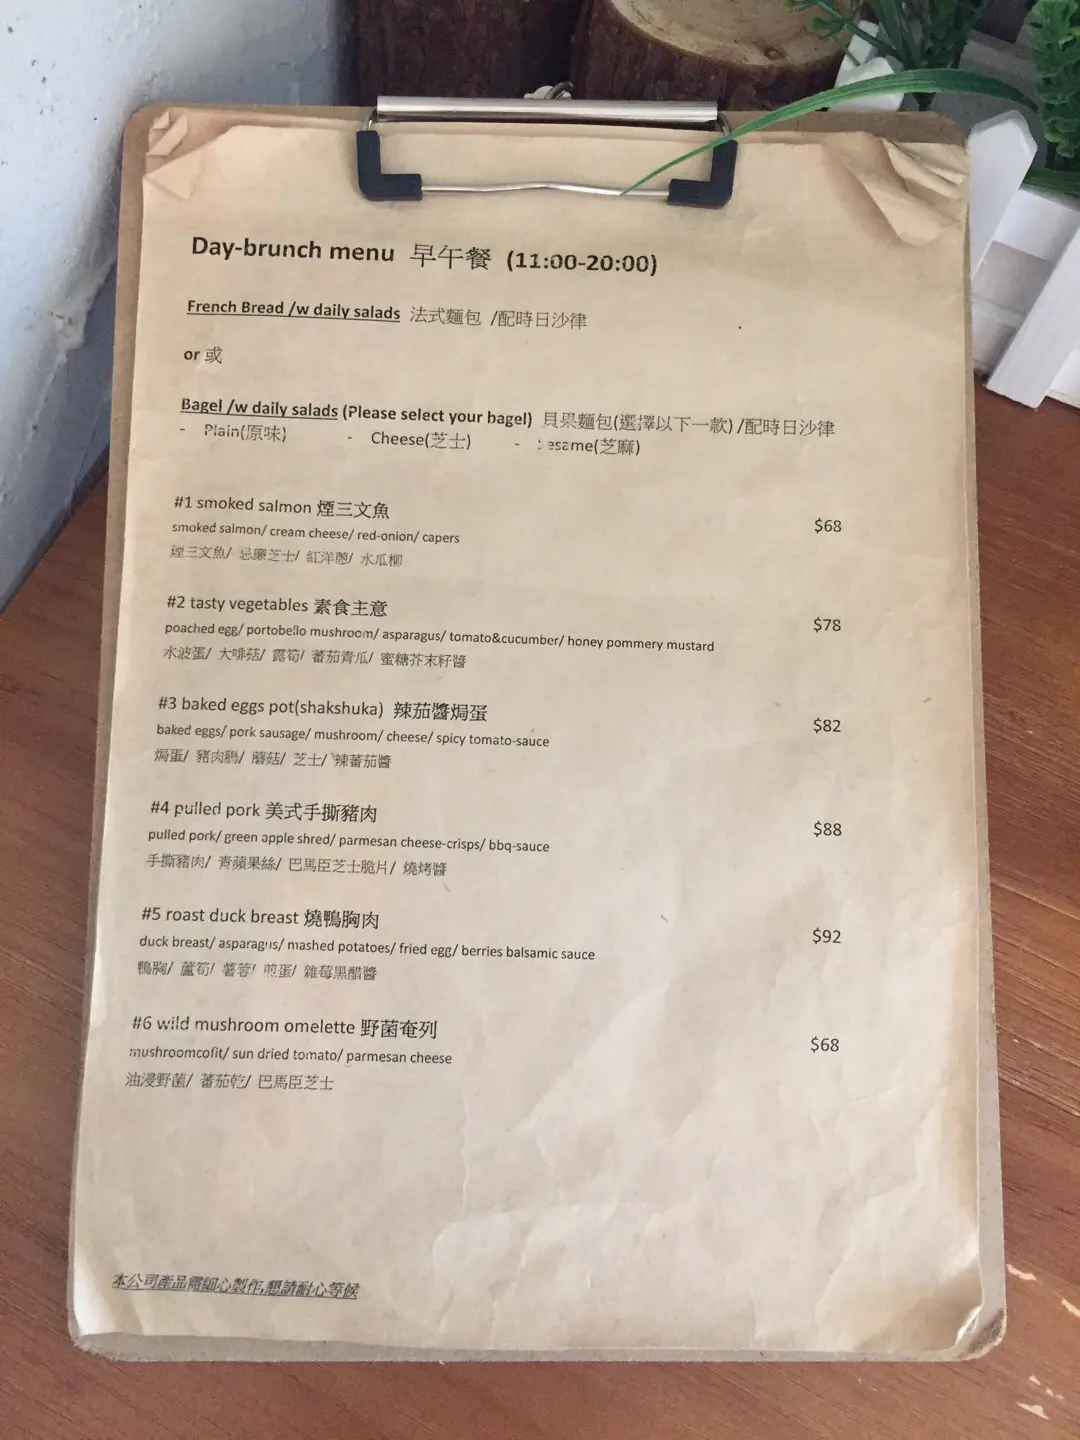 Day-brunch menu 早午餐 (11:00-20:00)
French Bread /w daily salads 法式麵包 /配時日沙律
or 或
Bagel /w daily salads (Please select your bagel) 貝果麵包(選擇以下一款) /配時日沙律
- Plain(原味) - Cheese(芝士) - Sesame(芝麻)
#1 smoked salmon 煙三文魚
$68
smoked salmon/ cream cheese/ red-onion/ capers
煙三文魚/ 忌廉芝士/ 紅洋蔥/ 水瓜柳
#2 tasty vegetables 素食主意
$78
poached egg/ portobello mushroom/ asparagus/ tomato&cucumber/ honey pommery mustard
水波蛋/ 大啡菇/ 露筍/ 蕃茄青瓜/ 蜜糖芥末籽醬
#3 baked eggs pot(shakshuka) 辣茄醬焗蛋
$82
baked eggs/ pork sausage/ mushroom/ cheese/ spicy tomato-sauce
焗蛋/ 豬肉腸/ 蘑菇/ 芝士/ 辣蕃茄醬
#4 pulled pork 美式手撕豬肉
$88
pulled pork/ green apple shred/ parmesan cheese-crisps/ bbq-sauce
手撕豬肉/ 青蘋果絲/ 巴馬臣芝士脆片/ 燒烤醬
#5 roast duck breast 燒鴨胸肉
$92
duck breast/ asparagus/ mashed potatoes/ fried egg/ berries balsamic sauce
鴨胸/ 蘆筍/ 薯蓉/ 煎蛋/ 雜莓黑醋醬
#6 wild mushroom omelette 野菌奄列
$68
mushroomcofit/ sun dried tomato/ parmesan cheese
油浸野菌/ 蕃茄乾/ 巴馬臣芝士
本公司產品需細心製作,懇請耐心等候